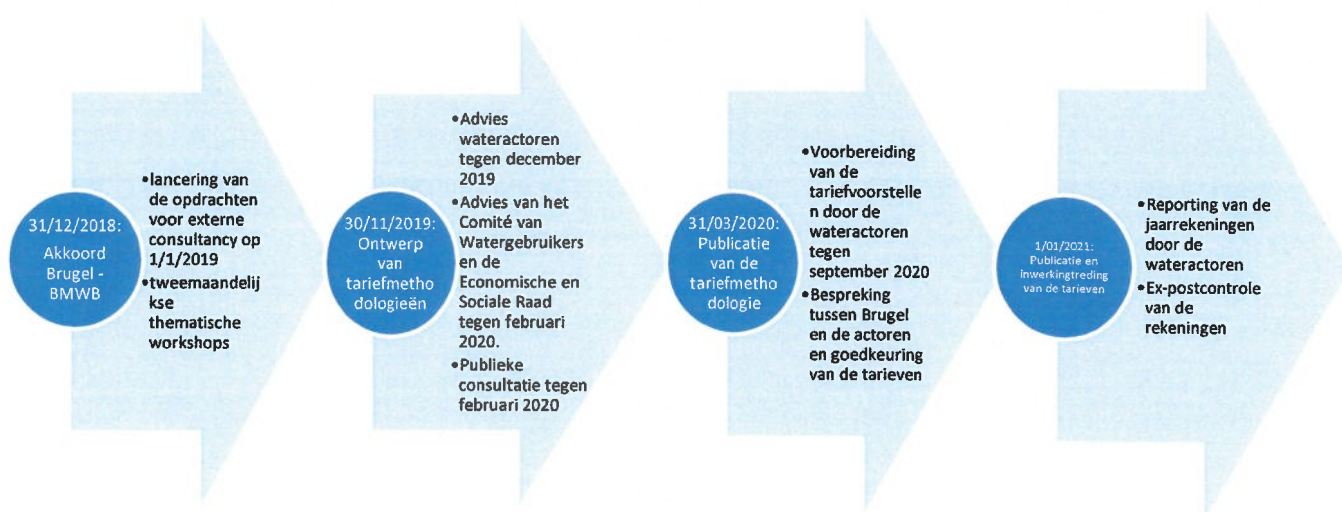 31/12/2018:
Akkoord
Brugel -
BMWB
•lancering van
de opdrachten
voor externe
consultancy op
1/1/2019
•tweemaandelij
kse
thematische
workshops
30/11/2019:
Ontwerp
van
tariefmetho
dologieën
•Advies
wateractoren
tegen december
2019
•Advies van het
Comité van
Watergebruikers
en de
Economische en
Sociale Raad
tegen februari
2020.
•Publieke
consultatie tegen
februari 2020
31/03/2020:
Publicatie
van de
tariefmetho
dologie
•Voorbereiding
van de
tariefvoorstelle
n door de
wateractoren
tegen
september 2020
•Bespreking
tussen Brugel
en de actoren
en goedkeuring
van de tarieven
1/01/2021:
Publicatie en
inwerkingtreding
van de tarieven
•Reporting van de
jaarrekeningen
door de
wateractoren
•Ex-postcontrole
van de
rekeningen